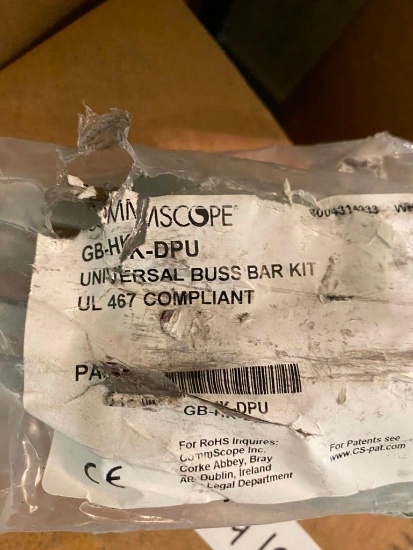 COMMSCOPE
GB-H K-DPU
UNIVERSAL BUSS BAR KIT
UL 467 COMPLIANT
PA
GB-H -DPU
For RoHS Inquires:
CommScope Inc.
Corke Abbey, Bray
Dublin, Ireland
Legal Department
For Patents see
www.CS-pat.com
CE